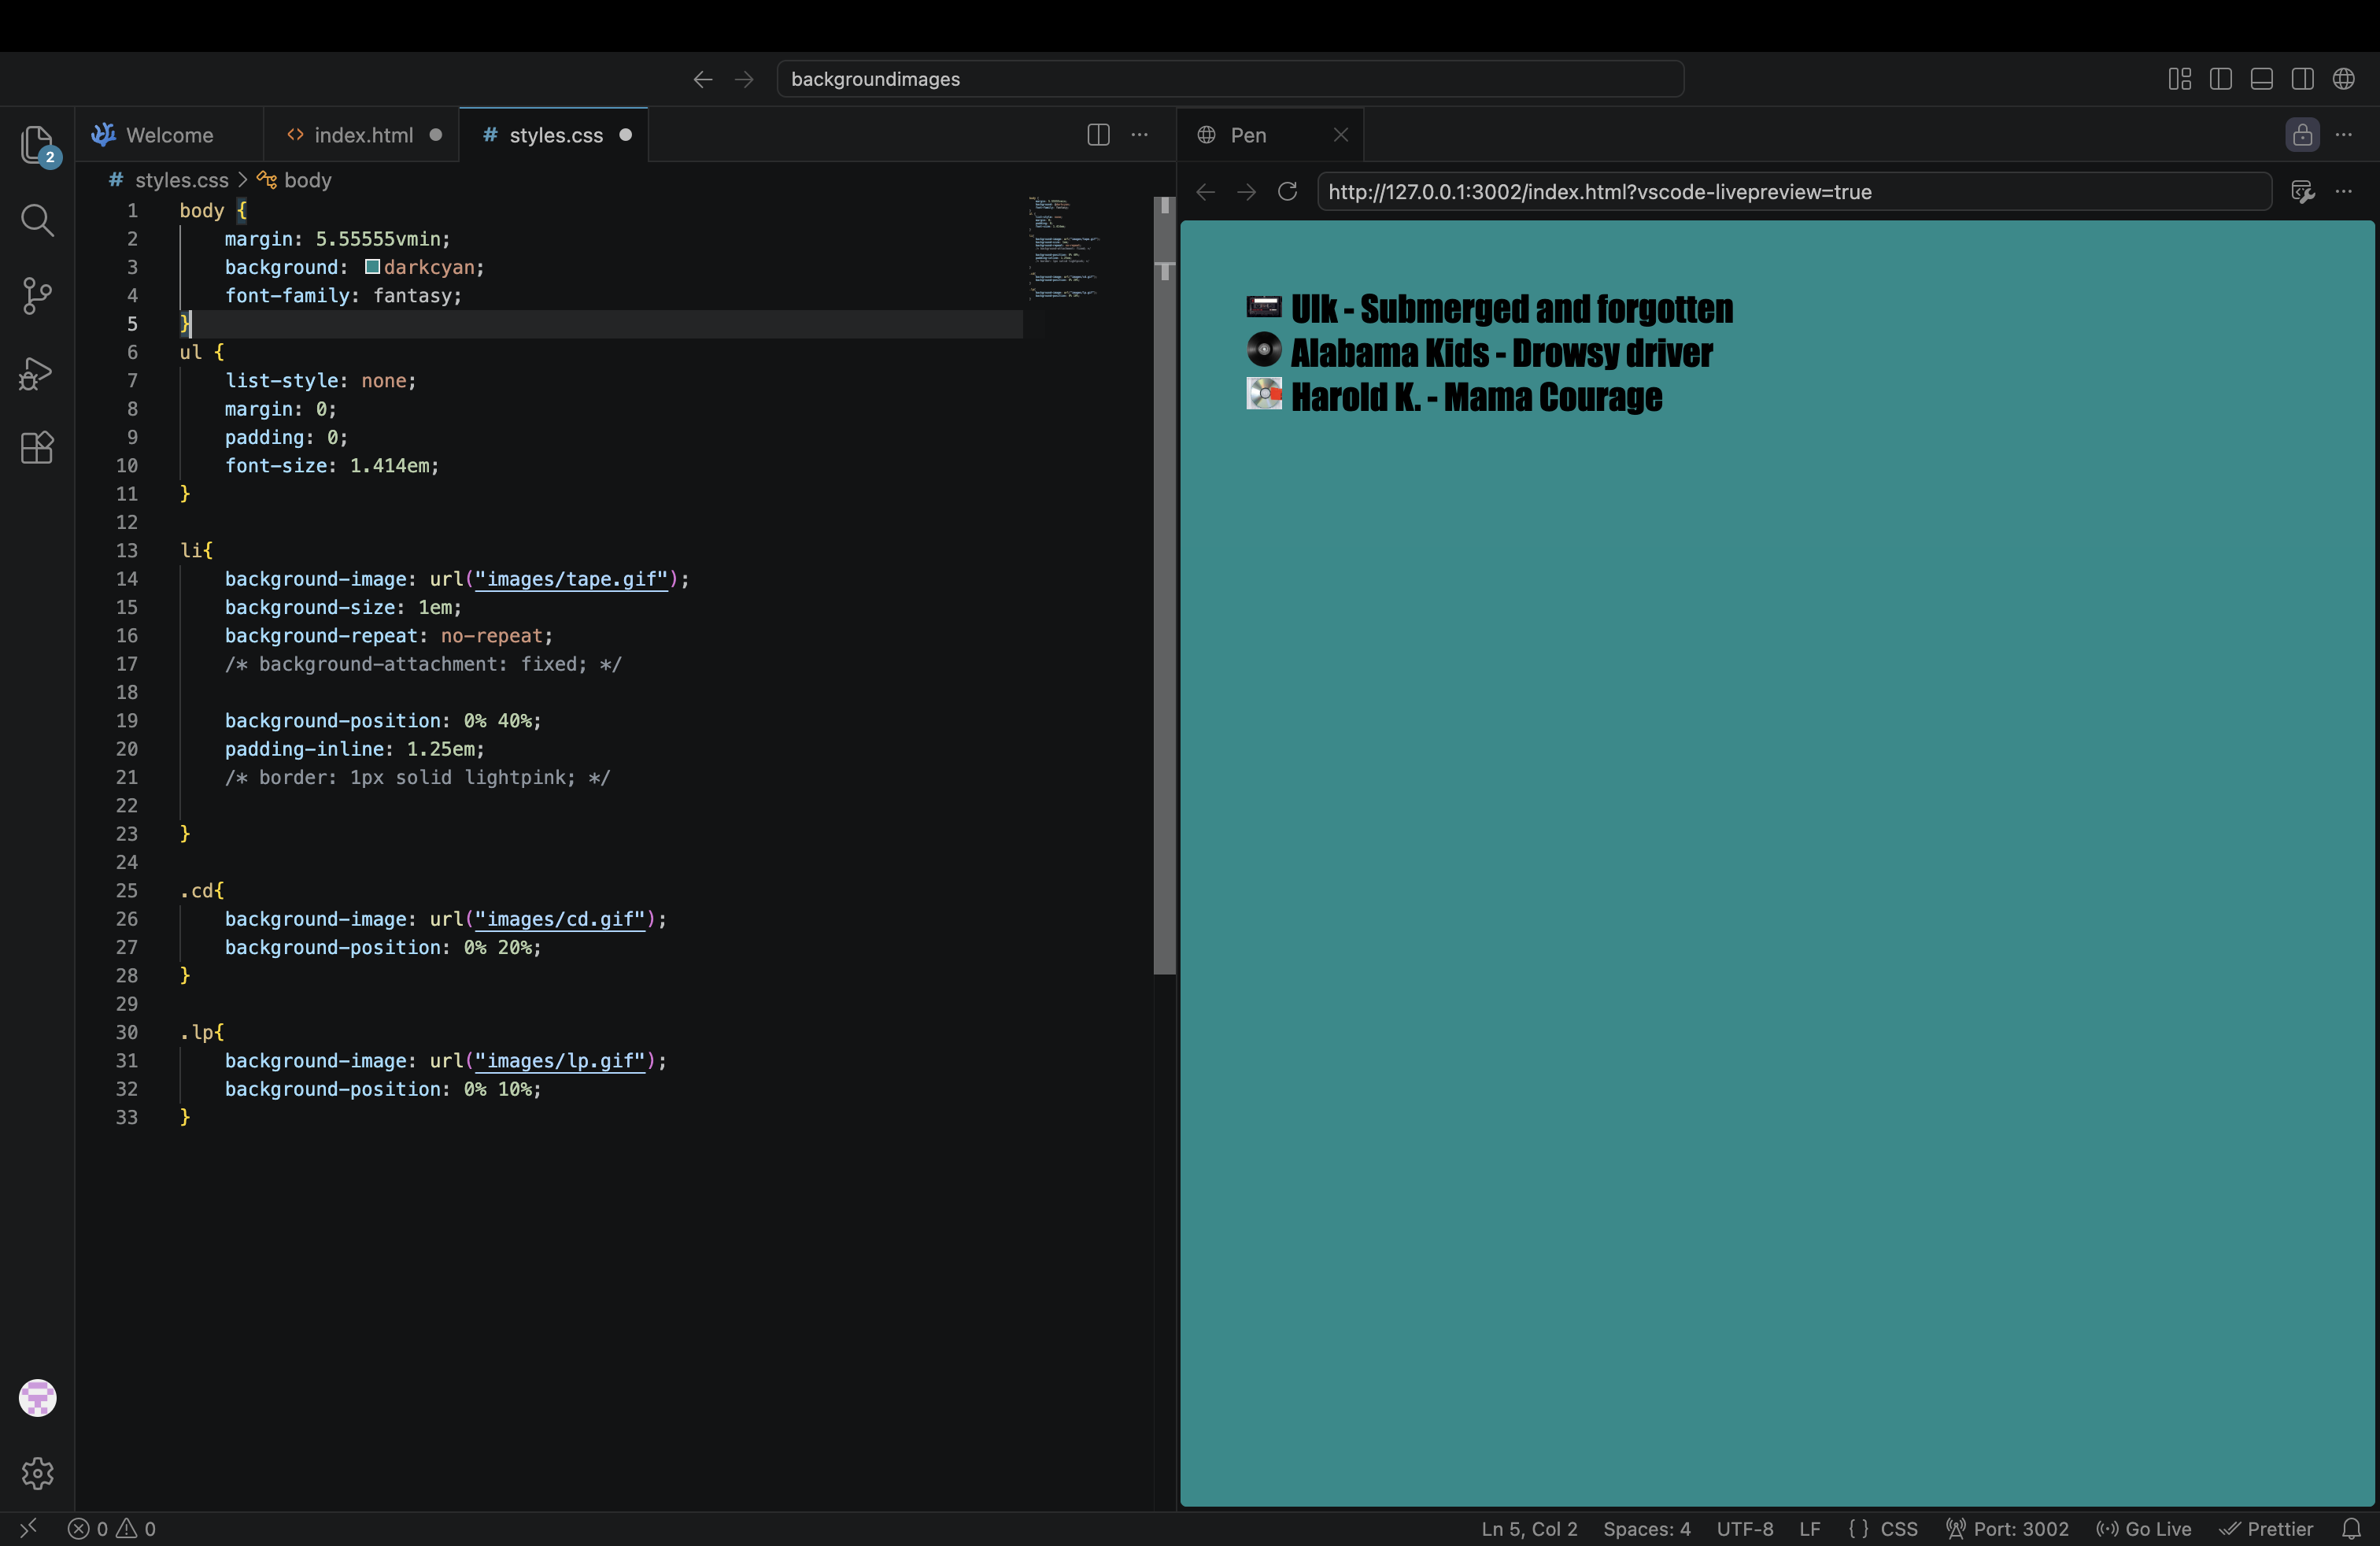 backgroundimages
2
Welcome
<> index.html
# styles.css
Pen
# styles.css > body
http://127.0.0.1:3002/index.html?vscode-livepreview=true
1 body {
2 margin: 5.55555vmin;
3 background: darkcyan;
4 font-family: fantasy;
5 }
6 ul {
7 list-style: none;
8 margin: 0;
9 padding: 0;
10 font-size: 1.414em;
11 }
12
13 li{
14 background-image: url("images/tape.gif");
15 background-size: 1em;
16 background-repeat: no-repeat;
17 /* background-attachment: fixed; */
18
19 background-position: 0% 40%;
20 padding-inline: 1.25em;
21 /* border: 1px solid lightpink; */
22
23 }
24
25 .cd{
26 background-image: url("images/cd.gif");
27 background-position: 0% 20%;
28 }
29
30 .lp{
31 background-image: url("images/lp.gif");
32 background-position: 0% 10%;
33 }
Ulk - Submerged and forgotten
Alabama Kids - Drowsy driver
Harold K. - Mama Courage
0 0
Ln 5, Col 2 Spaces: 4 UTF-8 LF { } CSS Port: 3002 Go Live Prettier